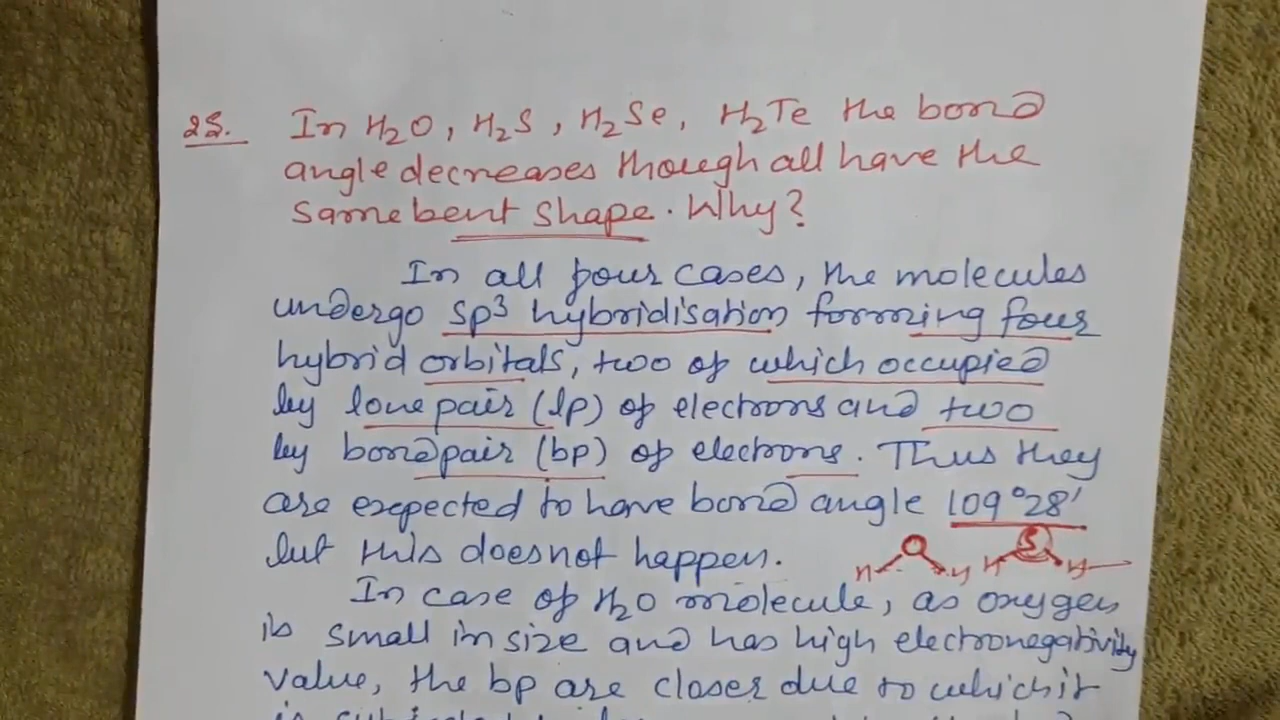 25. In H₂O, H₂S, H₂Se, H₂Te the bond
angle decreases though all have the
same bent shape. Why?
In all four cases, the molecules
undergo sp³ hybridisation forming four
hybrid orbitals, two of which occupied
by lone pair (lp) of electrons and two
by bond pair (bp) of electrons. Thus they
are expected to have bond angle 109°28'
but this does not happen.
O S
H H H H
In case of H₂O molecule, as oxygen
is small in size and has high electronegativity
value, the bp are closer due to which it
is